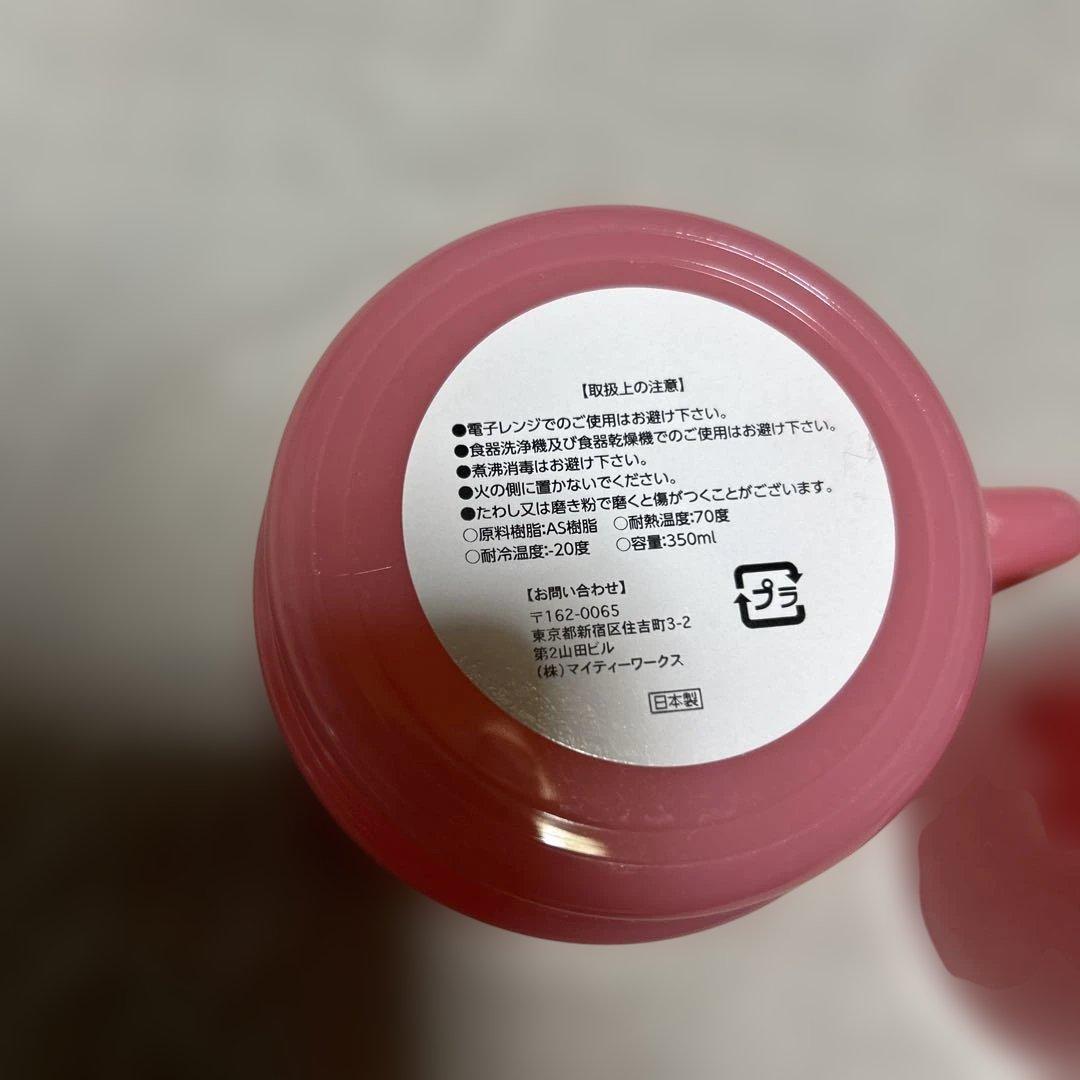 【取扱上の注意】
●電子レンジでのご使用はお避け下さい。
●食器洗浄機及び食器乾燥機でのご使用はお避け下さい。
●煮沸消毒はお避け下さい。
●火の側に置かないでください。
●たわし又は磨き粉で磨くと傷がつくことがございます。
○原料樹脂:AS樹脂 ○耐熱温度:70度
○耐冷温度:-20度 ○容量:350ml
【お問い合わせ】
〒162-0065
東京都新宿区住吉町3-2
第2山田ビル
(株)マイティーワークス
プラ
日本製